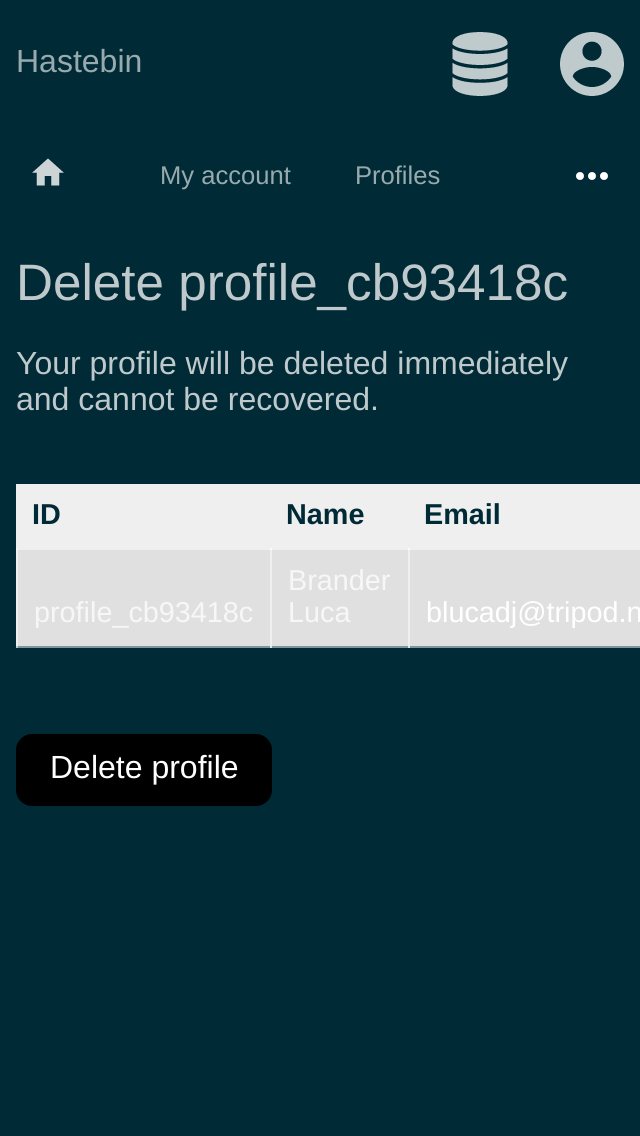 Hastebin
My account
Profiles
Delete profile_cb93418c
Your profile will be deleted immediately
and cannot be recovered.
ID Name Email
profile_cb93418c Brander
Luca blucadj@tripod.n
Delete profile